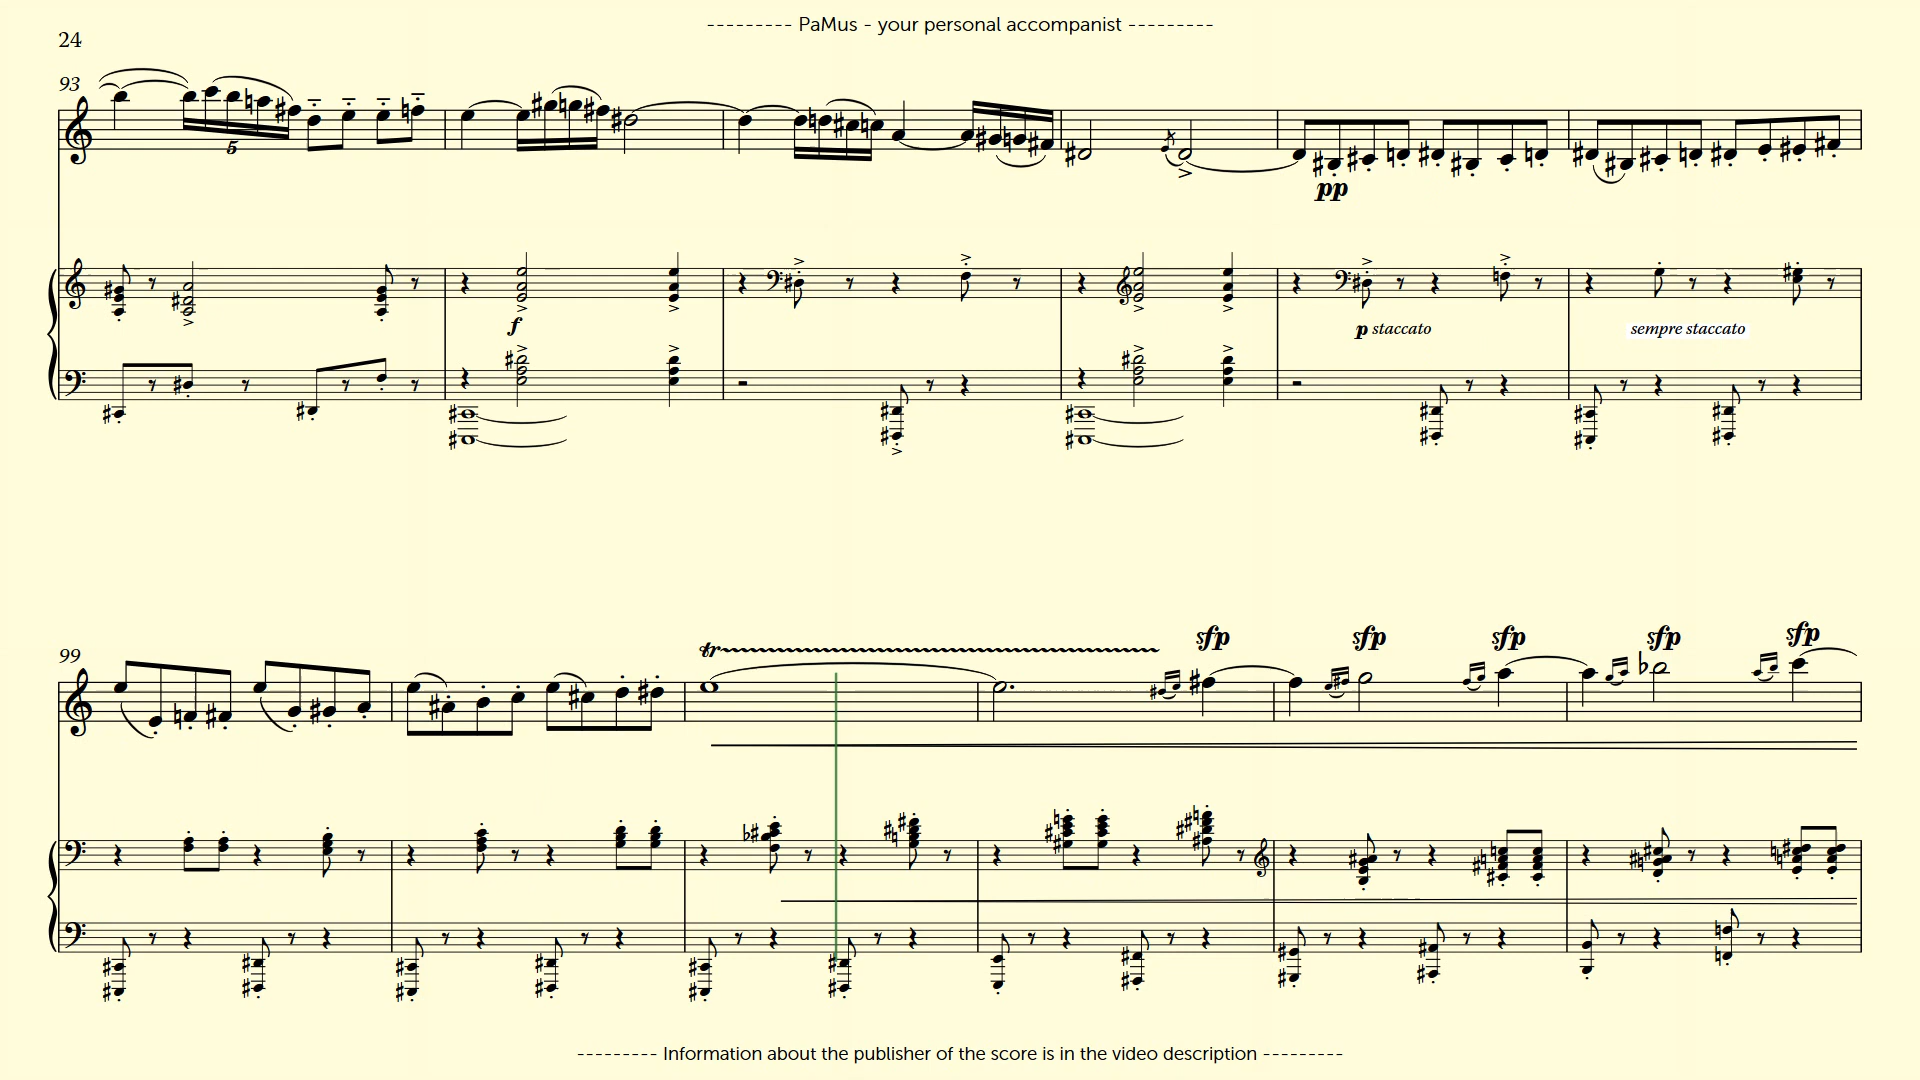 --------- PaMus - your personal accompanist ---------
24
93
5
pp
f
p staccato
sempre staccato
99
tr
sfp sfp sfp sfp sfp
--------- Information about the publisher of the score is in the video description ---------